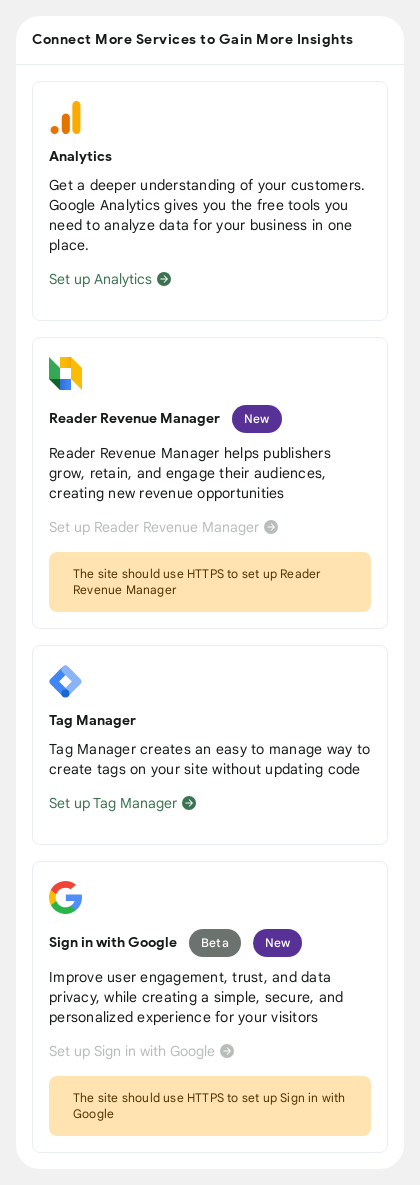 Connect More Services to Gain More Insights
Analytics
Get a deeper understanding of your customers.
Google Analytics gives you the free tools you
need to analyze data for your business in one
place.
Set up Analytics
Reader Revenue Manager New
Reader Revenue Manager helps publishers
grow, retain, and engage their audiences,
creating new revenue opportunities
Set up Reader Revenue Manager
The site should use HTTPS to set up Reader
Revenue Manager
Tag Manager
Tag Manager creates an easy to manage way to
create tags on your site without updating code
Set up Tag Manager
Sign in with Google Beta New
Improve user engagement, trust, and data
privacy, while creating a simple, secure, and
personalized experience for your visitors
Set up Sign in with Google
The site should use HTTPS to set up Sign in with
Google